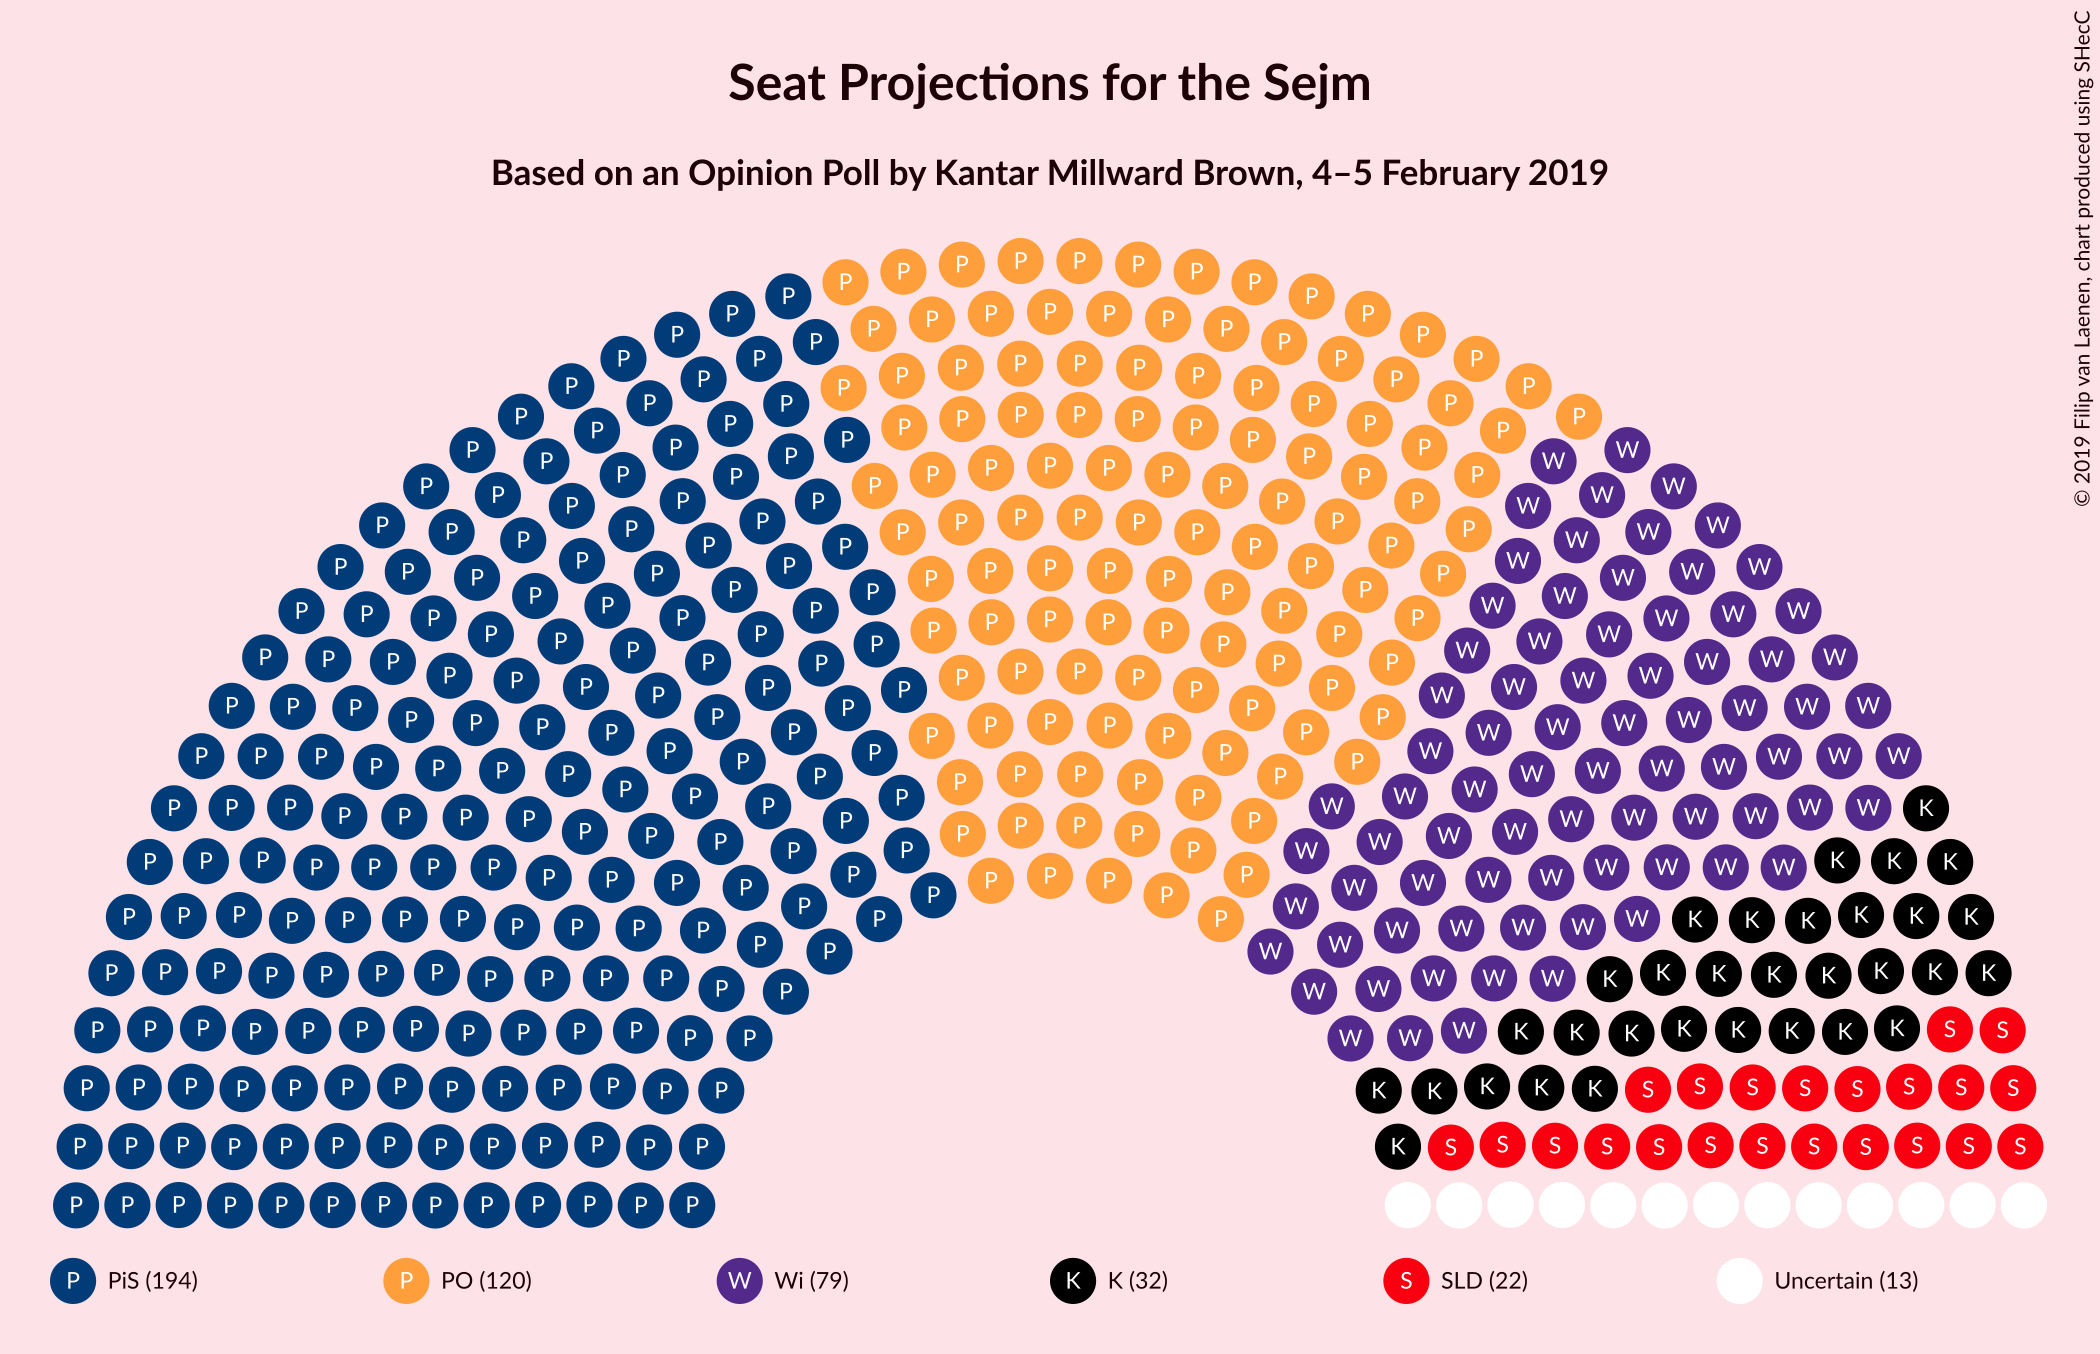 Seat Projections for the Sejm
Based on an Opinion Poll by Kantar Millward Brown, 4–5 February 2019
© 2019 Filip van Laenen, chart produced using SHecC
P PiS (194) P PO (120) W Wi (79) K K (32) S SLD (22) Uncertain (13)